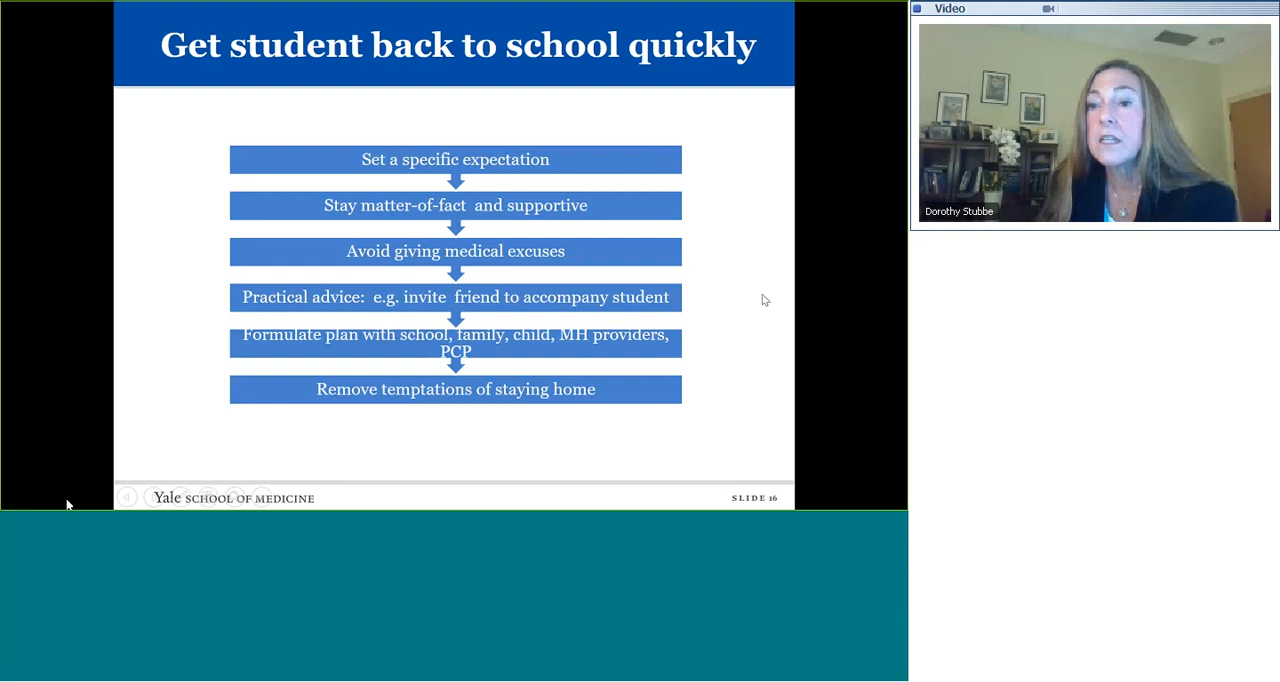 Get student back to school quickly
Set a specific expectation
Stay matter-of-fact and supportive
Avoid giving medical excuses
Practical advice: e.g. invite friend to accompany student
Formulate plan with school, family, child, MH providers,
PCP
Remove temptations of staying home
Yale SCHOOL OF MEDICINE
SLIDE 16
Video
Dorothy Stubbe